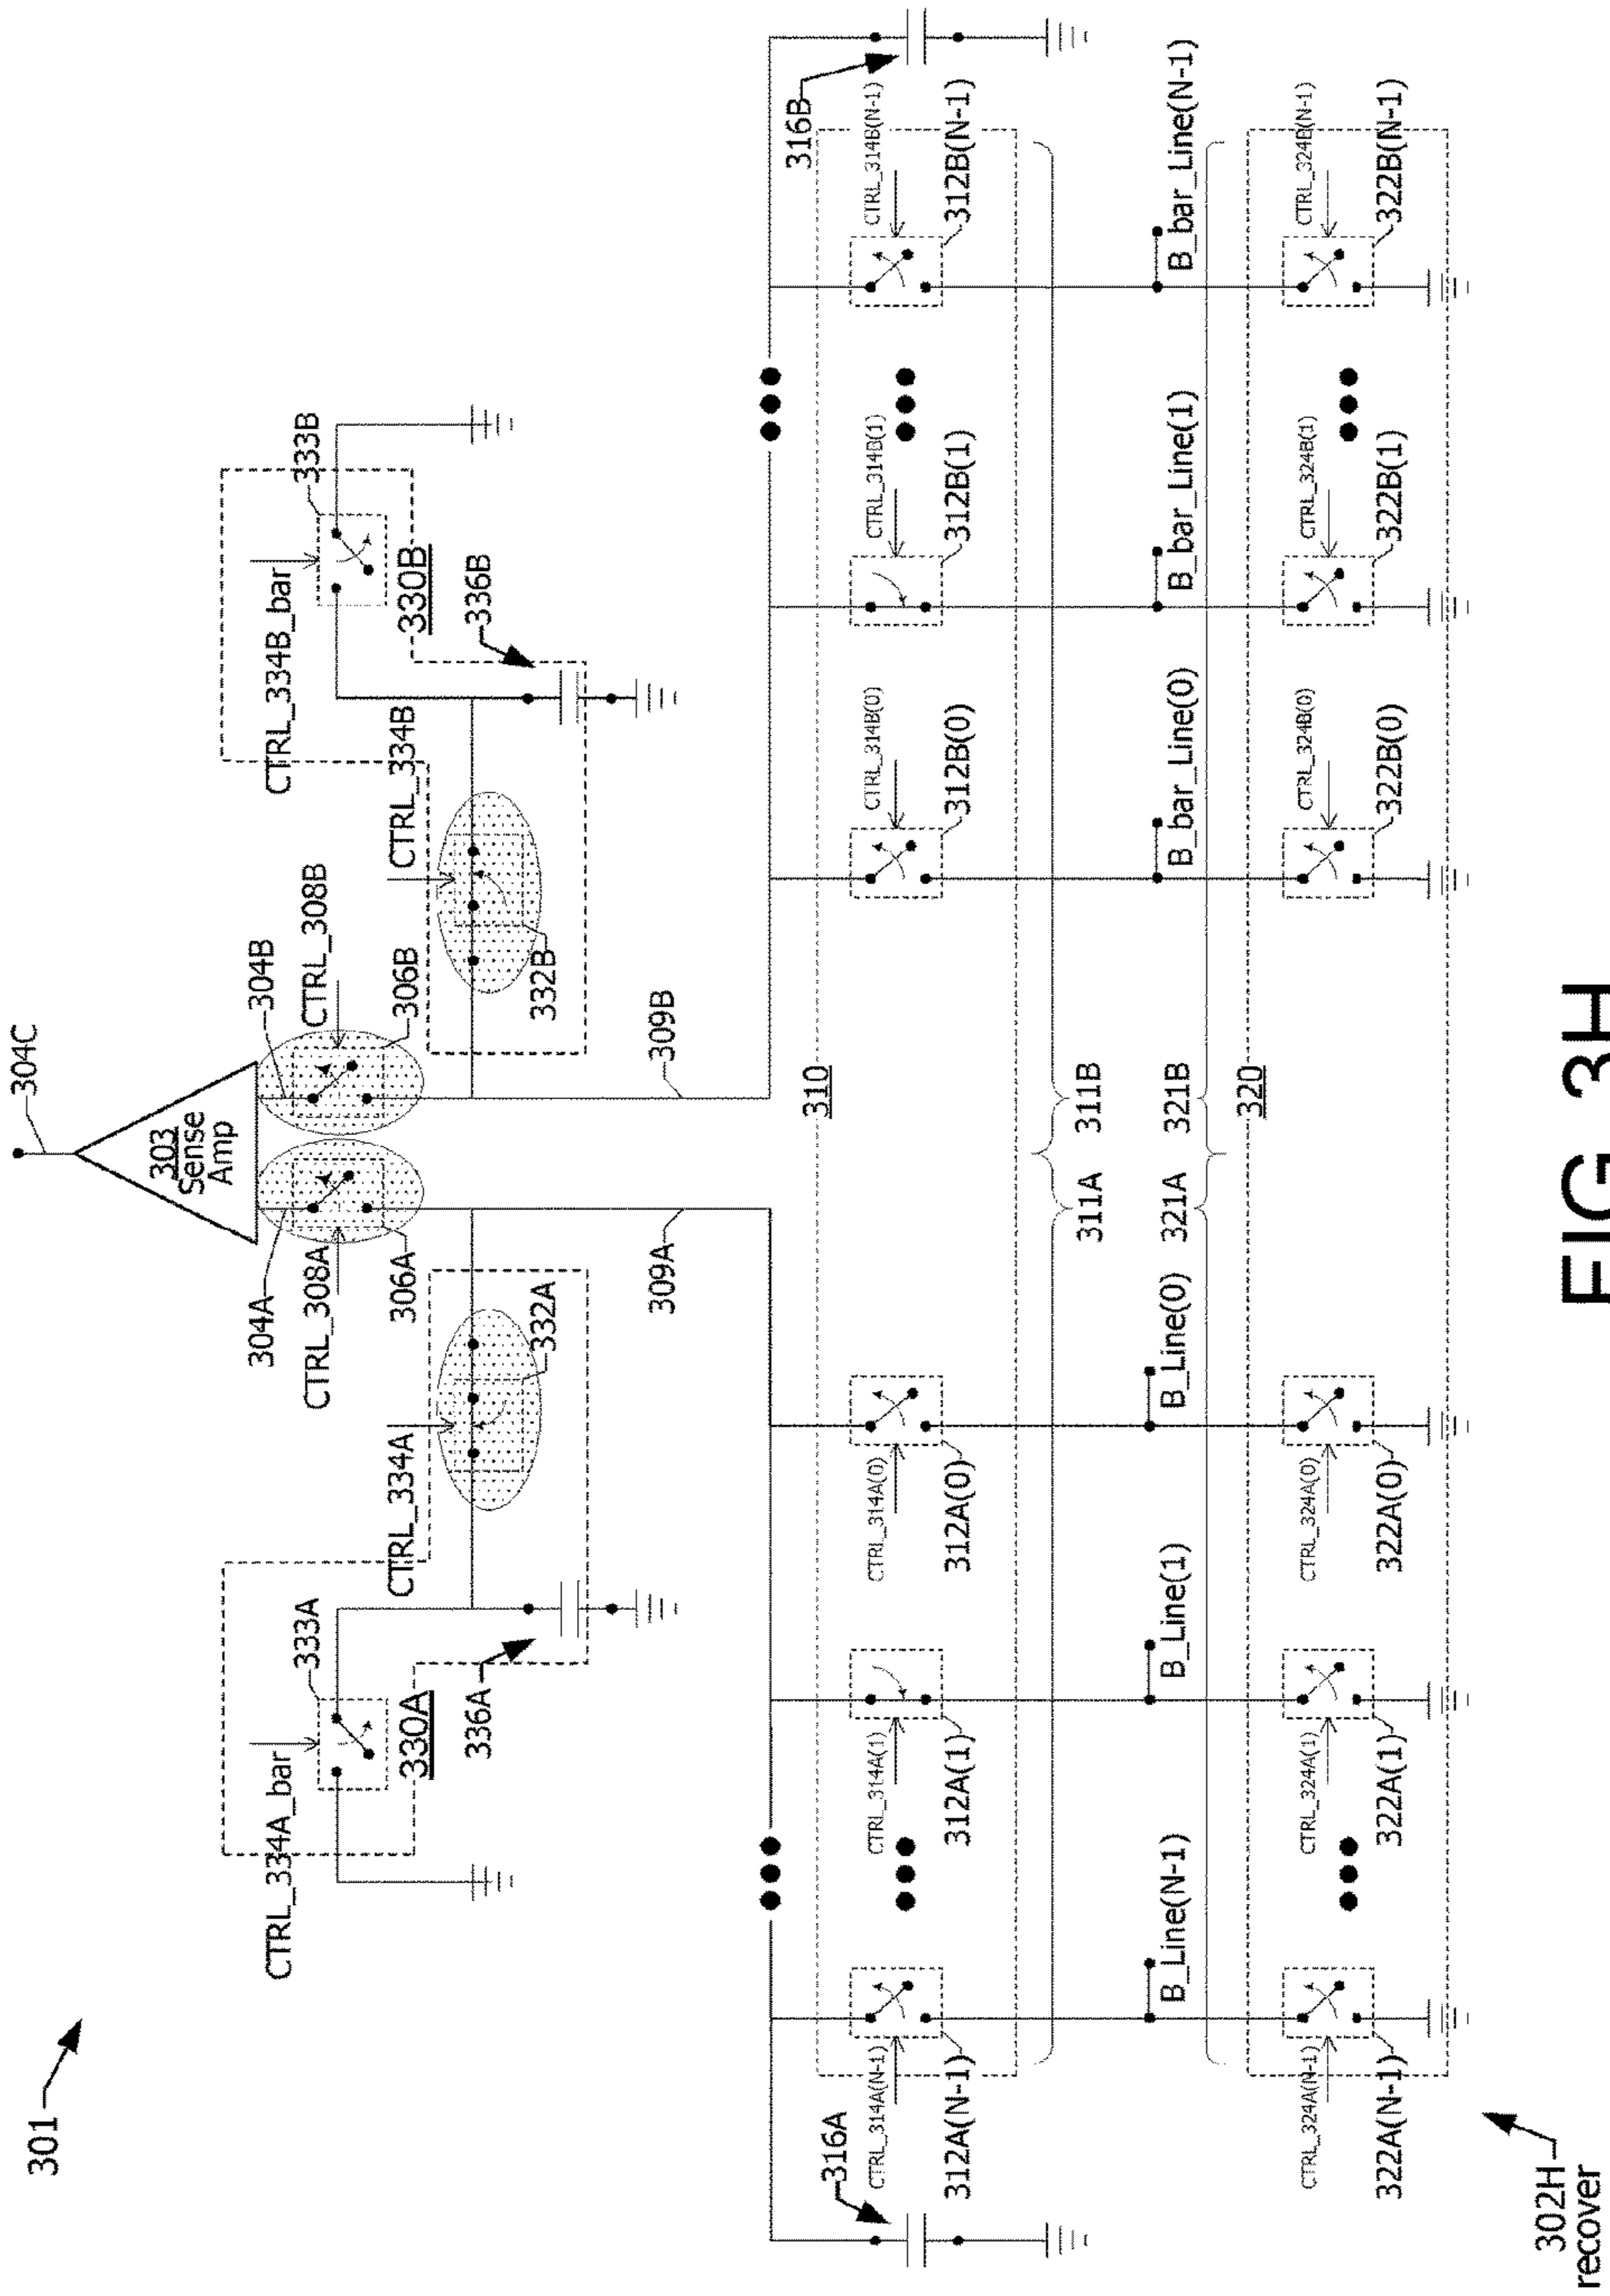 301
304C
303
Sense
Amp
304A
304B
CTRL_308A
CTRL_308B
306A
306B
CTRL_334A_bar
333A
330A
336A
CTRL_334A
332A
CTRL_334B_bar
333B
330B
336B
CTRL_334B
332B
309A
309B
316A
316B
310
CTRL_314A(N-1)
CTRL_314A(1)
CTRL_314A(0)
CTRL_314B(0)
CTRL_314B(1)
CTRL_314B(N-1)
312A(N-1)
312A(1)
312A(0)
312B(0)
312B(1)
312B(N-1)
311A
311B
B_Line(N-1)
B_Line(1)
B_Line(0)
B_bar_Line(0)
B_bar_Line(1)
B_bar_Line(N-1)
321A
321B
320
CTRL_324A(N-1)
CTRL_324A(1)
CTRL_324A(0)
CTRL_324B(0)
CTRL_324B(1)
CTRL_324B(N-1)
322A(N-1)
322A(1)
322A(0)
322B(0)
322B(1)
322B(N-1)
302H
recover
FIG. 3H